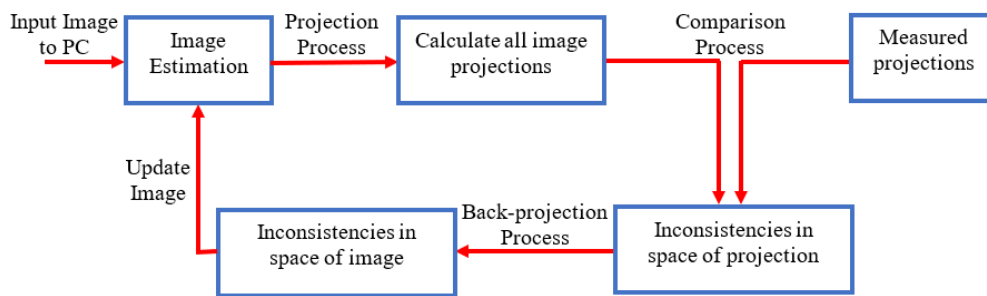 Input Image
to PC
Image
Estimation
Projection
Process
Calculate all image
projections
Comparison
Process
Measured
projections
Update
Image
Inconsistencies in
space of image
Back-projection
Process
Inconsistencies in
space of projection